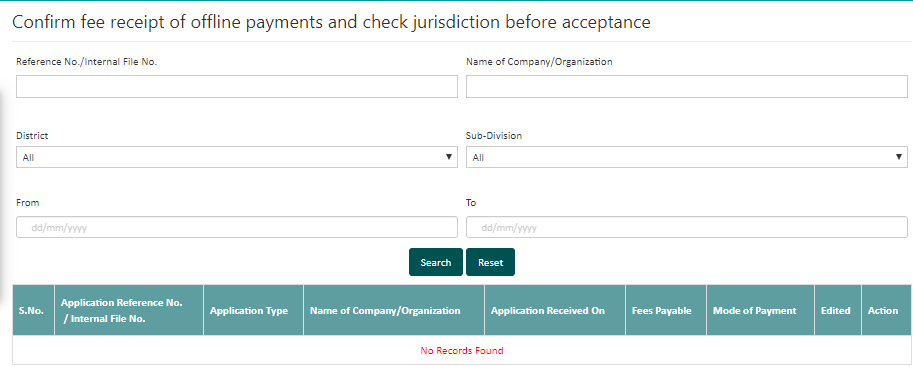 Confirm fee receipt of offline payments and check jurisdiction before acceptance
Reference No./Internal File No. Name of Company/Organization
District Sub-Division
All All
From To
dd/mm/yyyy dd/mm/yyyy
Search Reset
S.No. Application Reference No. / Internal File No. Application Type Name of Company/Organization Application Received On Fees Payable Mode of Payment Edited Action
No Records Found